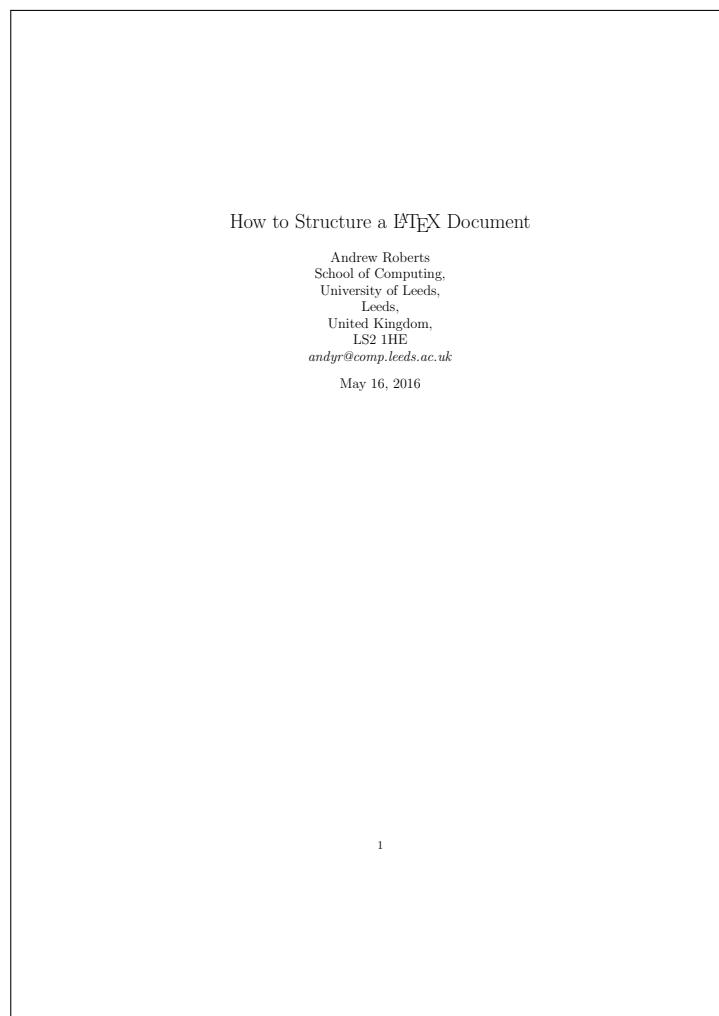 How to Structure a LATEX Document
Andrew Roberts
School of Computing,
University of Leeds,
Leeds,
United Kingdom,
LS2 1HE
andyr@comp.leeds.ac.uk
May 16, 2016
1